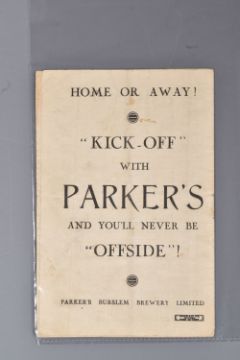 HOME OR AWAY!
"KICK-OFF"
WITH
PARKER'S
AND YOU'LL NEVER BE
"OFFSIDE"!
PARKER'S BURSLEM BREWERY LIMITED